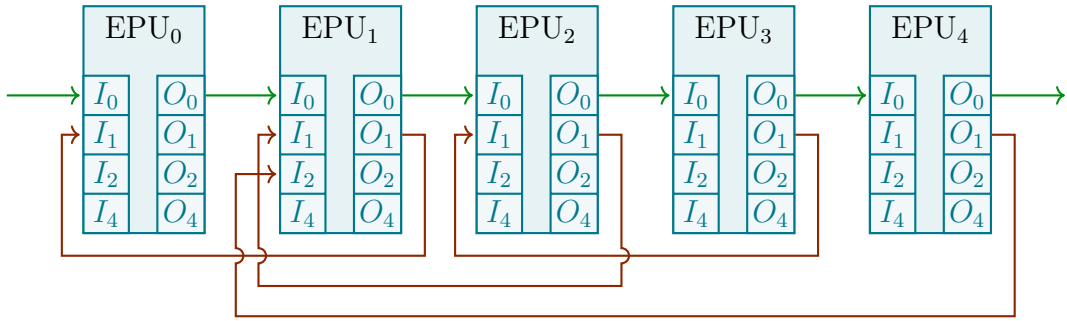 EPU₀ EPU₁ EPU₂ EPU₃ EPU₄
I₀ O₀ I₀ O₀ I₀ O₀ I₀ O₀ I₀ O₀
I₁ O₁ I₁ O₁ I₁ O₁ I₁ O₁ I₁ O₁
I₂ O₂ I₂ O₂ I₂ O₂ I₂ O₂ I₂ O₂
I₄ O₄ I₄ O₄ I₄ O₄ I₄ O₄ I₄ O₄